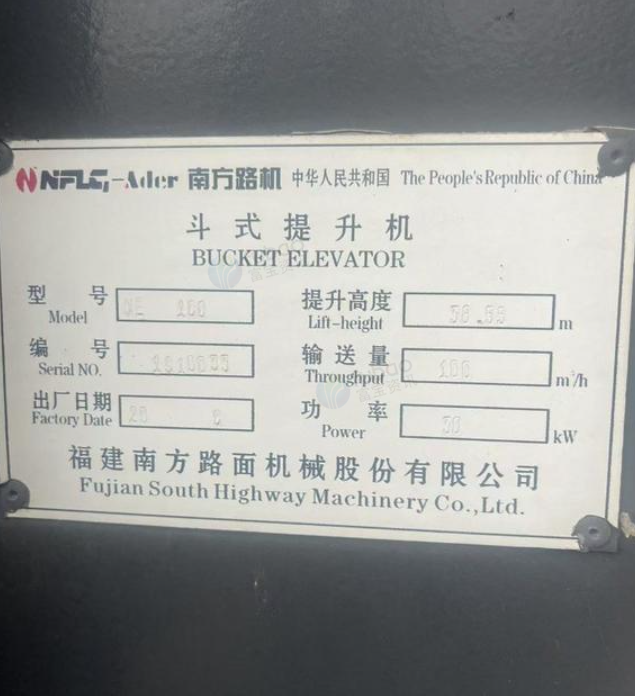 NFLG-Ader 南方路机 中华人民共和国 The People's Republic of China
斗式提升机
BUCKET ELEVATOR
型号 Model
提升高度 Lift-height m
编号 Serial NO.
输送量 Throughput m³/h
出厂日期 Factory Date
功率 Power 30 kW
福建南方路面机械股份有限公司
Fujian South Highway Machinery Co.,Ltd.